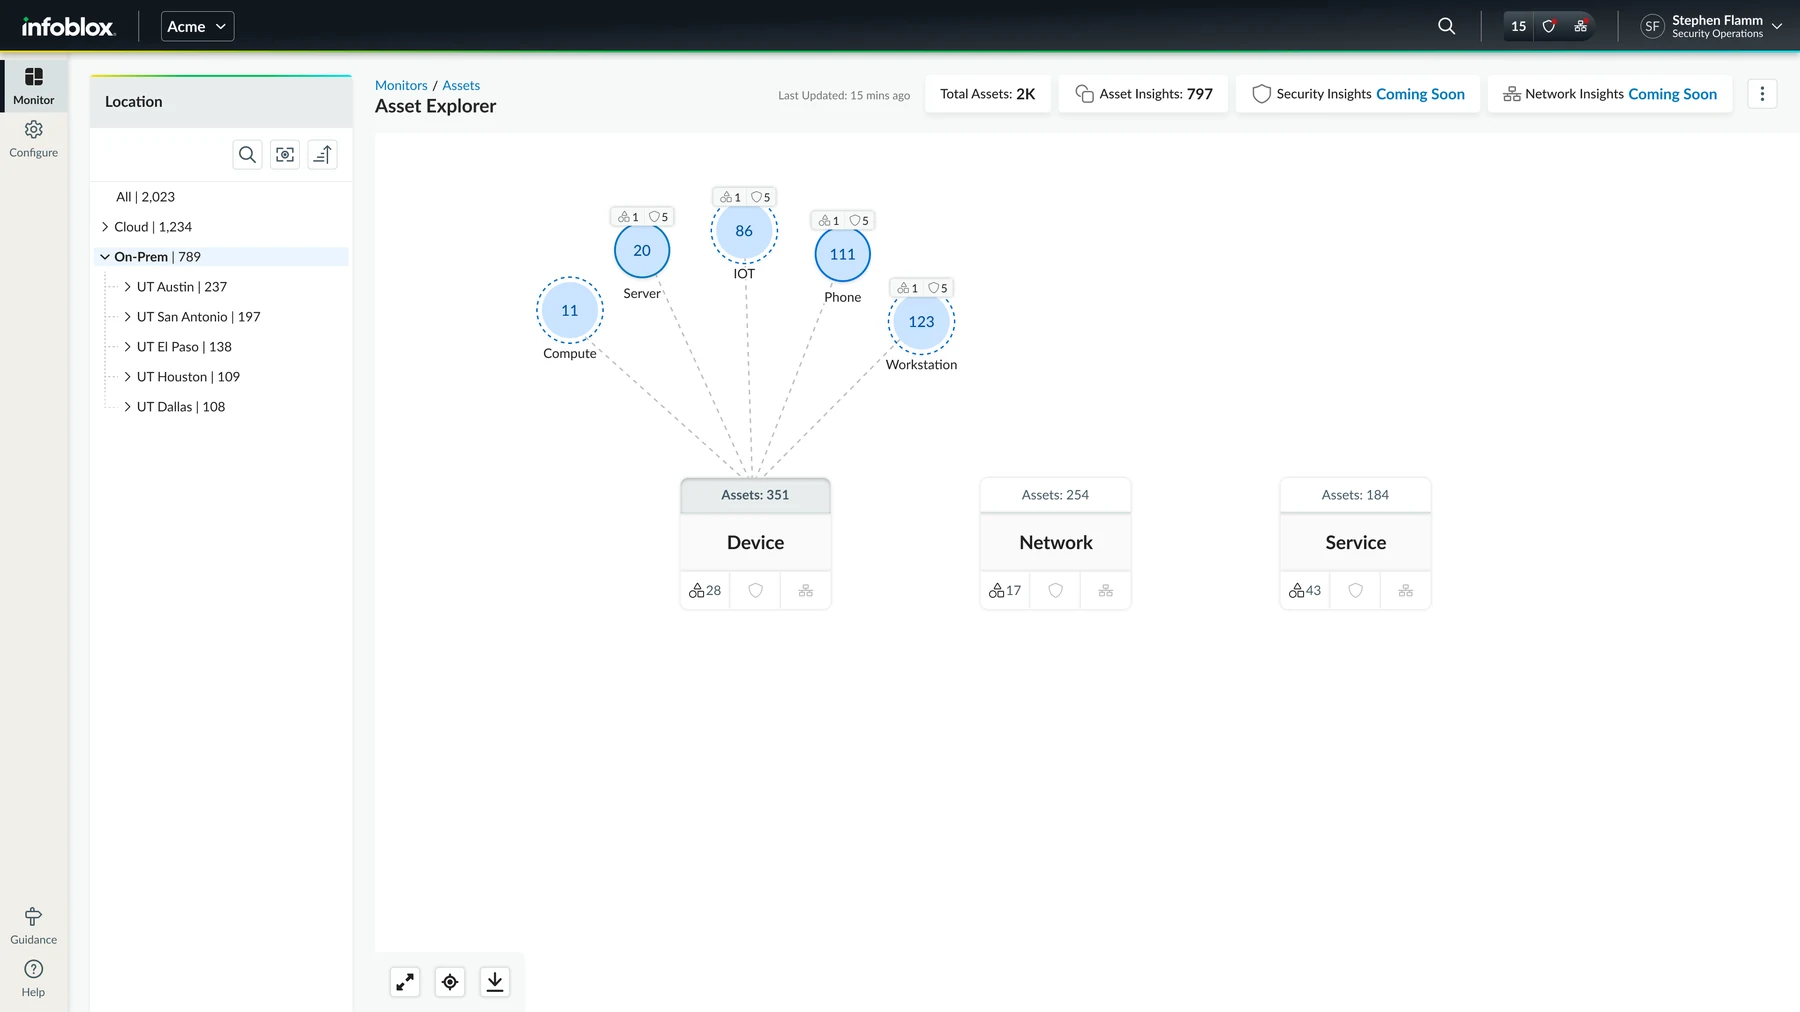 infoblox
Acme
15
SF
Stephen Flamm
Security Operations
Monitor
Configure
Guidance
Help
Location
All | 2,023
Cloud | 1,234
On-Prem | 789
UT Austin | 237
UT San Antonio | 197
UT El Paso | 138
UT Houston | 109
UT Dallas | 108
Monitors / Assets
Asset Explorer
Last Updated: 15 mins ago
Total Assets: 2K
Asset Insights: 797
Security Insights Coming Soon
Network Insights Coming Soon
11
Compute
1 5
20
Server
1 5
86
IOT
1 5
111
Phone
1 5
123
Workstation
Assets: 351
Device
28
Assets: 254
Network
17
Assets: 184
Service
43